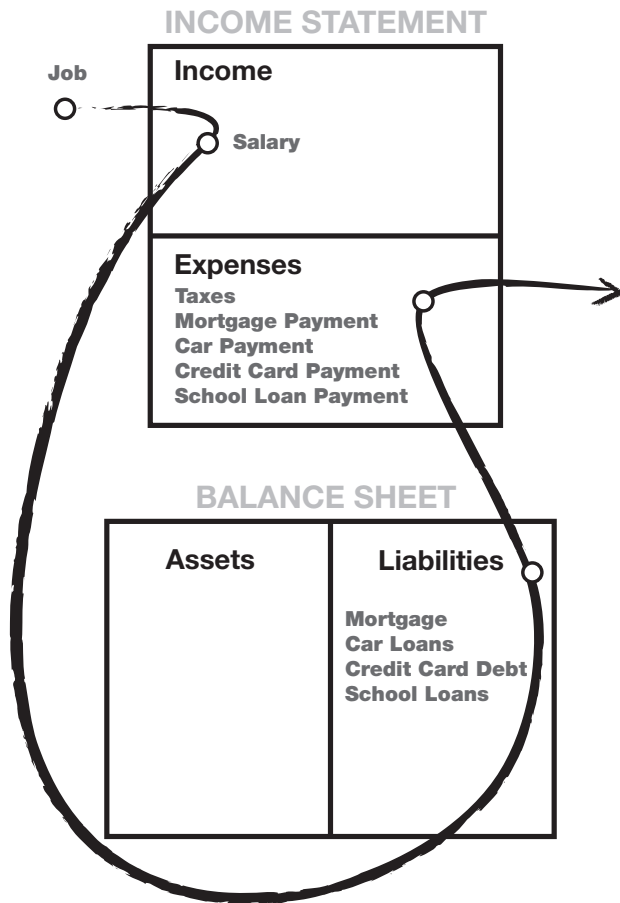 INCOME STATEMENT
Job
Income
Salary
Expenses
Taxes
Mortgage Payment
Car Payment
Credit Card Payment
School Loan Payment
BALANCE SHEET
Assets
Liabilities
Mortgage
Car Loans
Credit Card Debt
School Loans